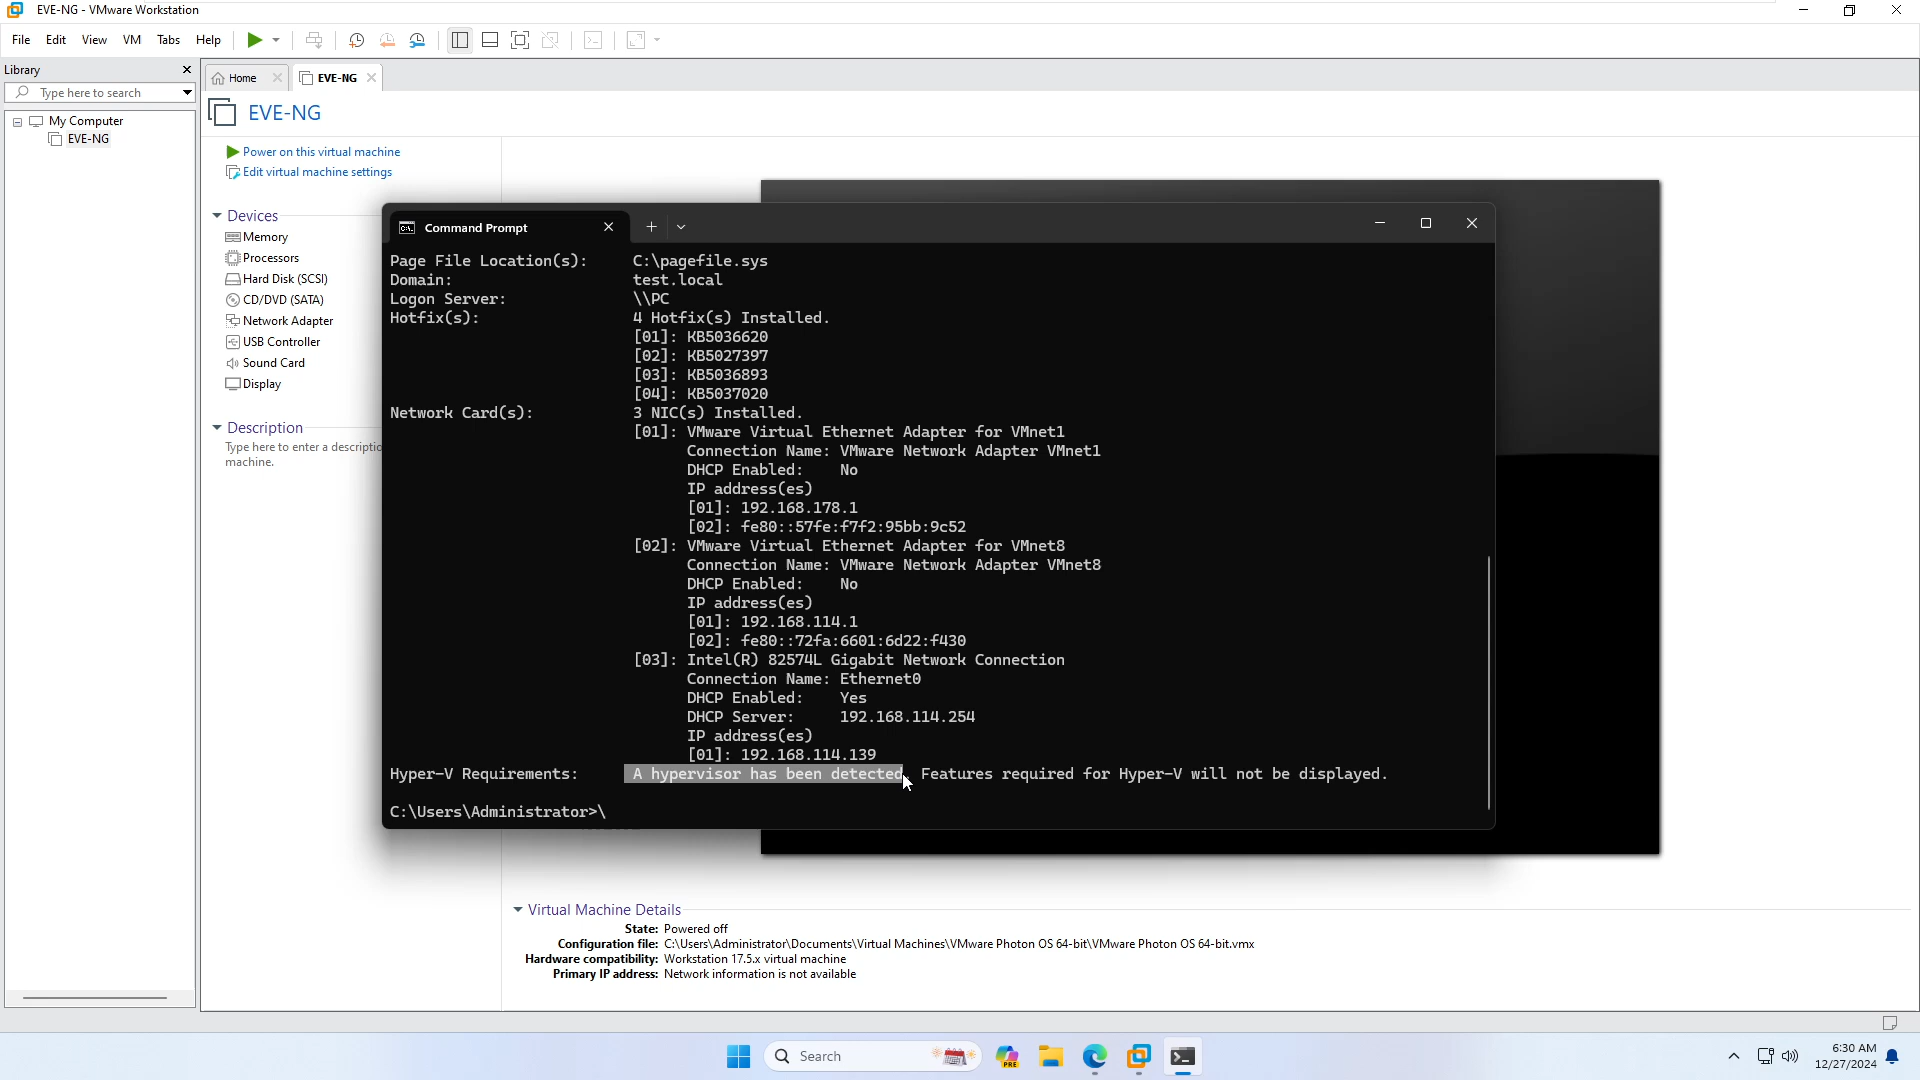 EVE-NG - VMware Workstation
File Edit View VM Tabs Help
Library
Type here to search
My Computer
EVE-NG
Home
EVE-NG
EVE-NG
Power on this virtual machine
Edit virtual machine settings
Devices
Memory
Processors
Hard Disk (SCSI)
CD/DVD (SATA)
Network Adapter
USB Controller
Sound Card
Display
Description
Type here to enter a descriptio
machine.
Command Prompt
Page File Location(s): C:\pagefile.sys
Domain: test.local
Logon Server: \\PC
Hotfix(s): 4 Hotfix(s) Installed.
[01]: KB5036620
[02]: KB5027397
[03]: KB5036893
[04]: KB5037020
Network Card(s): 3 NIC(s) Installed.
[01]: VMware Virtual Ethernet Adapter for VMnet1
Connection Name: VMware Network Adapter VMnet1
DHCP Enabled: No
IP address(es)
[01]: 192.168.178.1
[02]: fe80::57fe:f7f2:95bb:9c52
[02]: VMware Virtual Ethernet Adapter for VMnet8
Connection Name: VMware Network Adapter VMnet8
DHCP Enabled: No
IP address(es)
[01]: 192.168.114.1
[02]: fe80::72fa:6601:6d22:f430
[03]: Intel(R) 82574L Gigabit Network Connection
Connection Name: Ethernet0
DHCP Enabled: Yes
DHCP Server: 192.168.114.254
IP address(es)
[01]: 192.168.114.139
Hyper-V Requirements: A hypervisor has been detected. Features required for Hyper-V will not be displayed.
C:\Users\Administrator>\
Virtual Machine Details
State: Powered off
Configuration file: C:\Users\Administrator\Documents\Virtual Machines\VMware Photon OS 64-bit\VMware Photon OS 64-bit.vmx
Hardware compatibility: Workstation 17.5.x virtual machine
Primary IP address: Network information is not available
Search
PRE
6:30 AM
12/27/2024